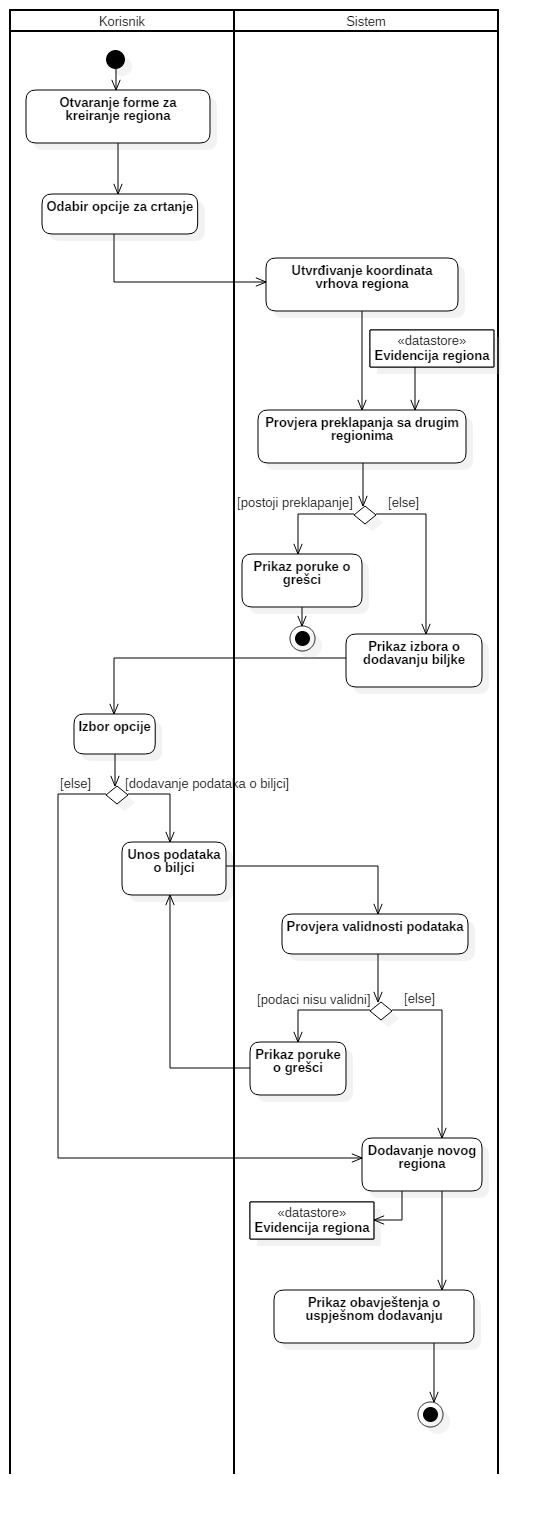 Korisnik
Sistem
Otvaranje forme za
kreiranje regiona
Odabir opcije za crtanje
Utvrđivanje koordinata
vrhova regiona
«datastore»
Evidencija regiona
Provjera preklapanja sa drugim
regionima
[postoji preklapanje]
[else]
Prikaz poruke o
grešci
Prikaz izbora o
dodavanju biljke
Izbor opcije
[else]
[dodavanje podataka o biljci]
Unos podataka
o biljci
Provjera validnosti podataka
[podaci nisu validni]
[else]
Prikaz poruke
o grešci
Dodavanje novog
regiona
«datastore»
Evidencija regiona
Prikaz obavještenja o
uspješnom dodavanju